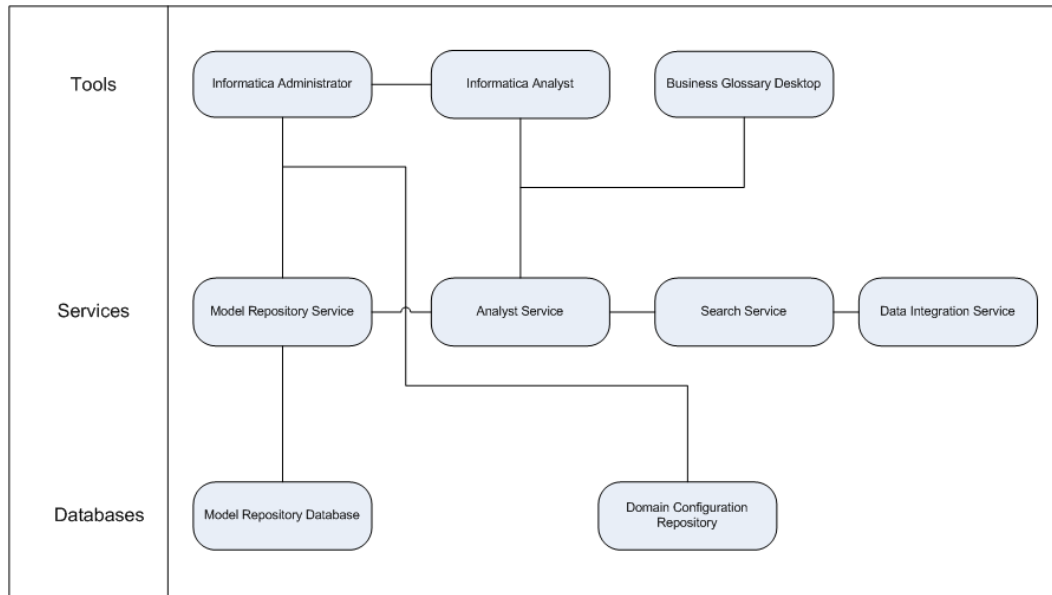 Tools
Informatica Administrator
Informatica Analyst
Business Glossary Desktop
Services
Model Repository Service
Analyst Service
Search Service
Data Integration Service
Databases
Model Repository Database
Domain Configuration
Repository